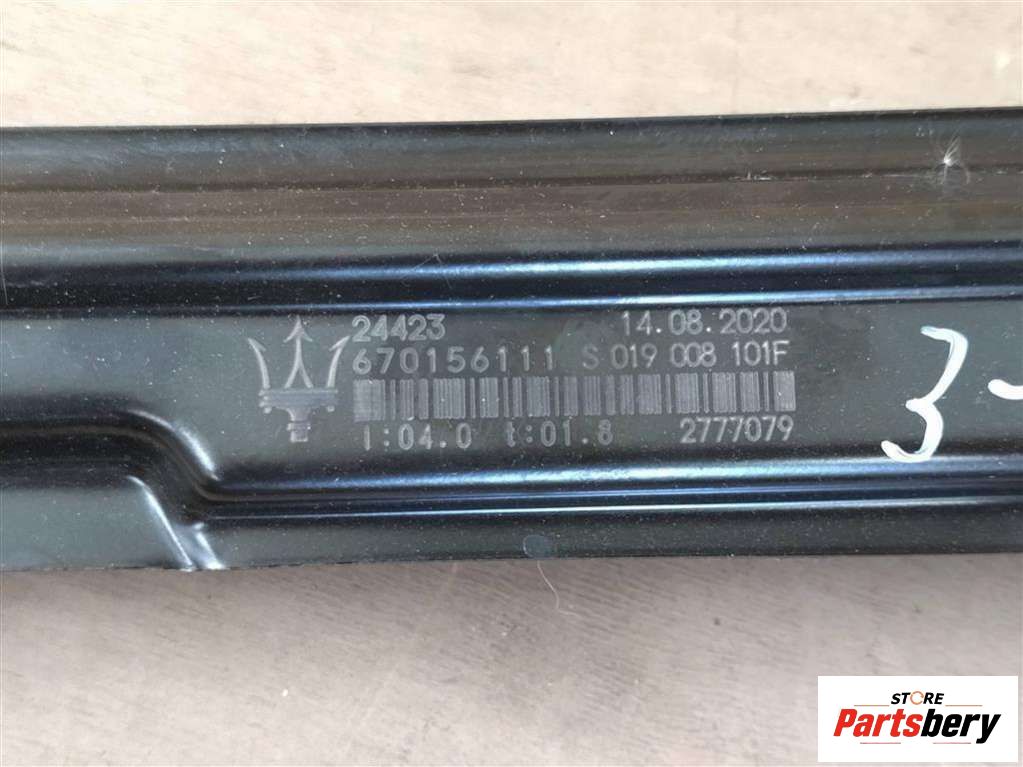 24423 14.08.2020
670156111 S 019 008 101F
I:04.0 t:01.8 2777079
3-
STORE
Partsbery